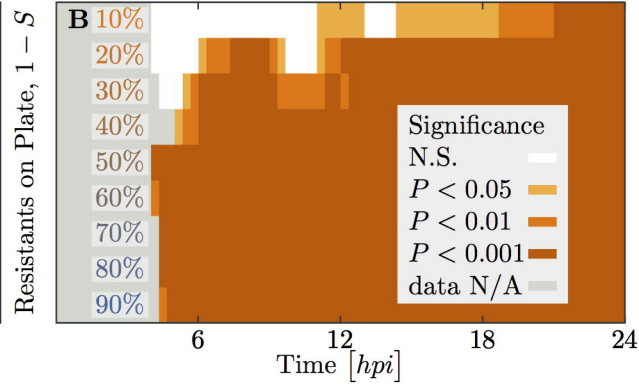 B
Resistants on Plate, 1 − S
10%
20%
30%
40%
50%
60%
70%
80%
90%
Significance
N.S.
P < 0.05
P < 0.01
P < 0.001
data N/A
6 12 18 24
Time [hpi]